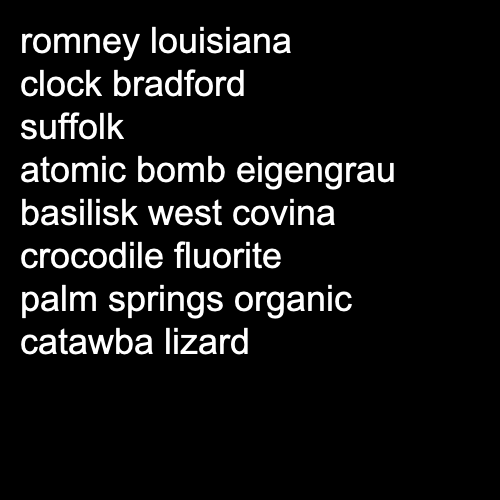 romney louisiana
clock bradford
suffolk
atomic bomb eigengrau
basilisk west covina
crocodile fluorite
palm springs organic
catawba lizard